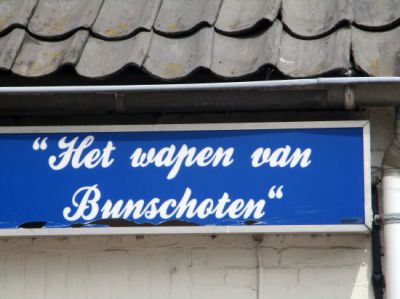 “Het wapen van
Bunschoten“